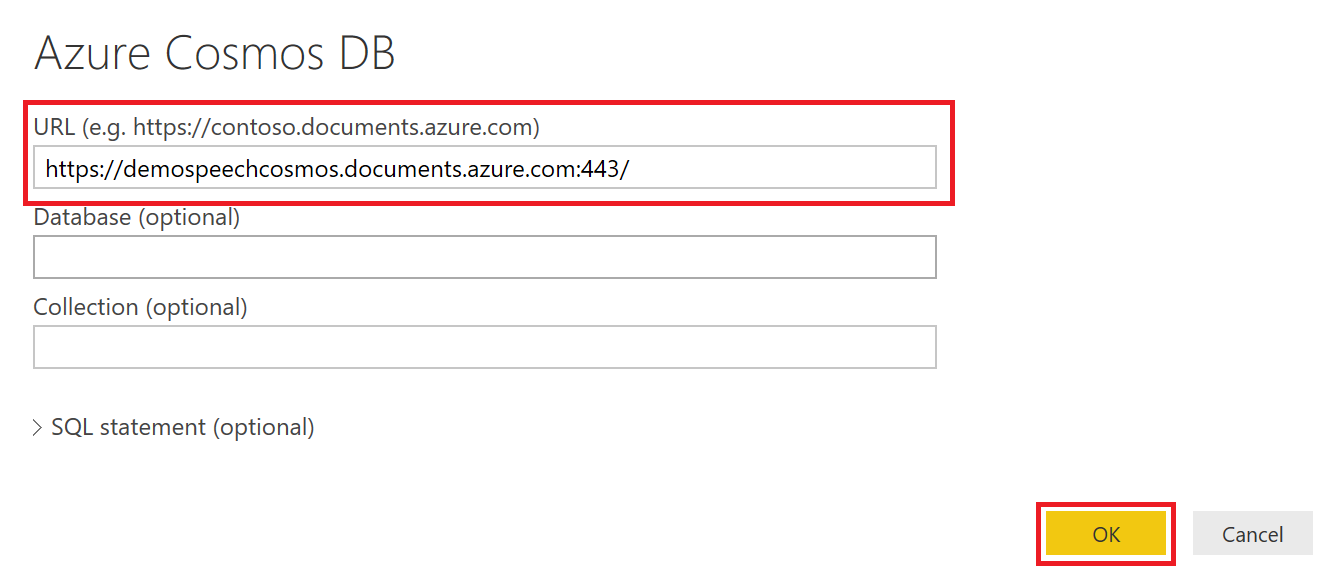 Azure Cosmos DB
URL (e.g. https://contoso.documents.azure.com)
https://demospeechcosmos.documents.azure.com:443/
Database (optional)
Collection (optional)
SQL statement (optional)
OK
Cancel